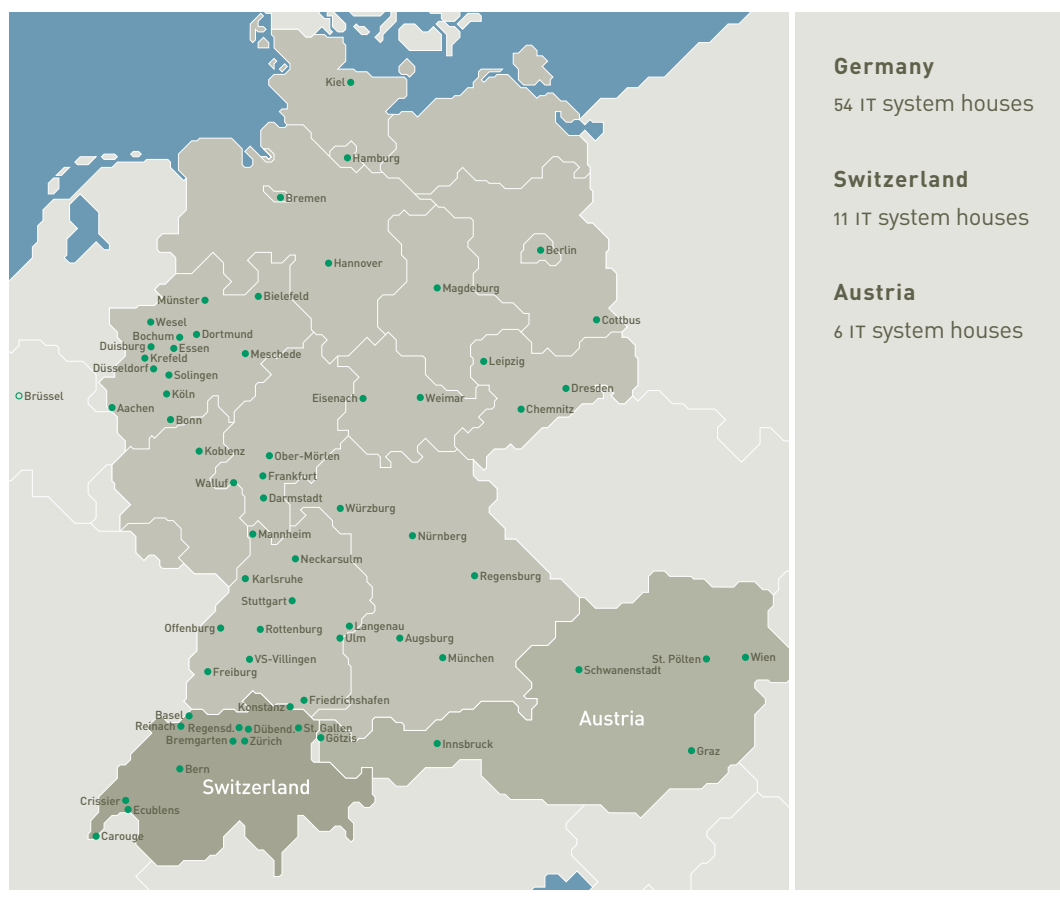 Kiel
Hamburg
Bremen
Berlin
Hannover
Magdeburg
Bielefeld
Münster
Cottbus
Wesel
Dortmund
Bochum
Duisburg
Essen
Meschede
Krefeld
Leipzig
Düsseldorf
Solingen
Dresden
Köln
Brüssel
Eisenach
Weimar
Aachen
Chemnitz
Bonn
Koblenz
Ober-Mörlen
Frankfurt
Walluf
Darmstadt
Würzburg
Mannheim
Nürnberg
Neckarsulm
Regensburg
Karlsruhe
Stuttgart
Langenau
Offenburg
Rottenburg
Ulm
Augsburg
VS-Villingen
München
St. Pölten
Wien
Freiburg
Schwanenstadt
Friedrichshafen
Konstanz
Basel
Austria
Reinach
Regensd.
Dübend.
St. Gallen
Bremgarten
Zürich
Götzis
Innsbruck
Graz
Bern
Switzerland
Crissier
Ecublens
Carouge
Germany
54 IT system houses
Switzerland
11 IT system houses
Austria
6 IT system houses